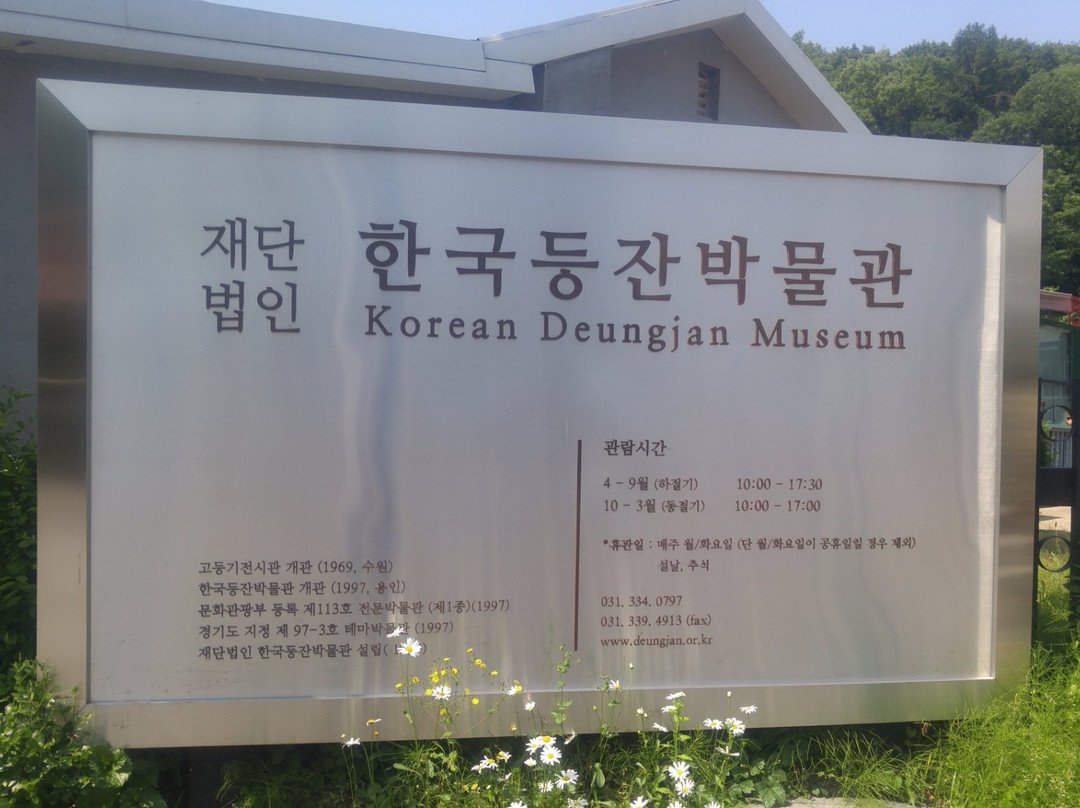 재단
법인
한국등잔박물관
Korean Deungjan Museum
관람시간
4 - 9월 (하절기) 10:00 - 17:30
10 - 3월 (동절기) 10:00 - 17:00
*휴관일 : 매주 월/화요일 (단 월/화요일이 공휴일일 경우 제외)
설날, 추석
031. 334. 0797
031. 339. 4913 (fax)
www.deungjan.or.kr
고등기전시관 개관 (1969, 수원)
한국등잔박물관 개관 (1997, 용인)
문화관광부 등록 제113호 전문박물관 (제1종)(1997)
경기도 지정 제 97-3호 테마박물관 (1997)
재단법인 한국등잔박물관 설립(